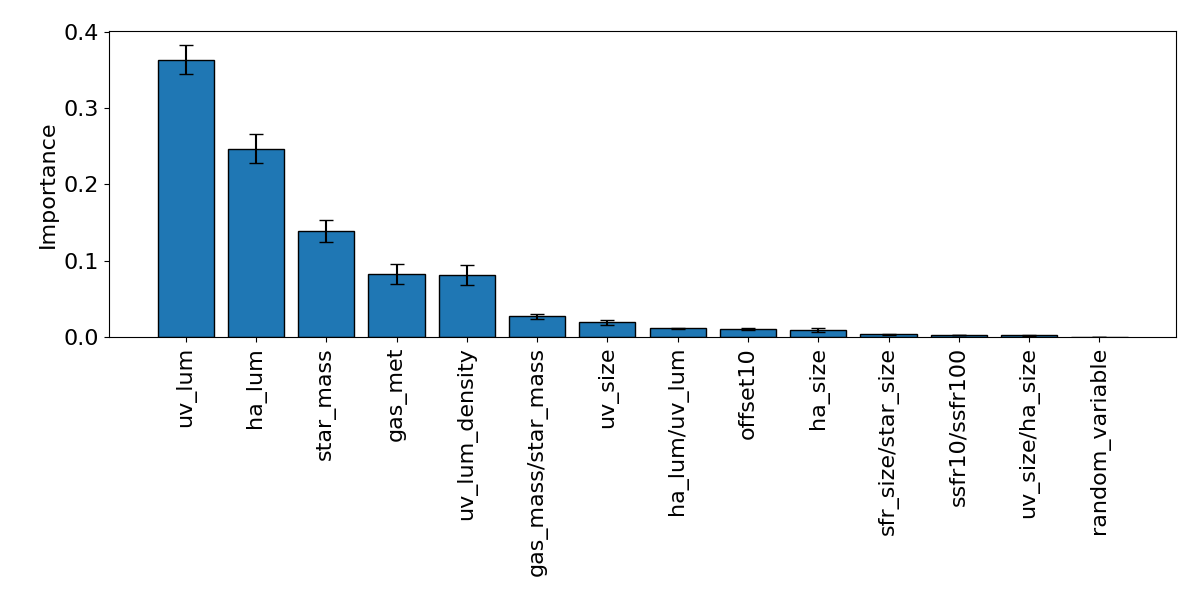 0.4
0.3
0.2
0.1
0.0
Importance
uv_lum
ha_lum
star_mass
gas_met
uv_lum_density
gas_mass/star_mass
uv_size
ha_lum/uv_lum
offset10
ha_size
sfr_size/star_size
ssfr10/ssfr100
uv_size/ha_size
random_variable